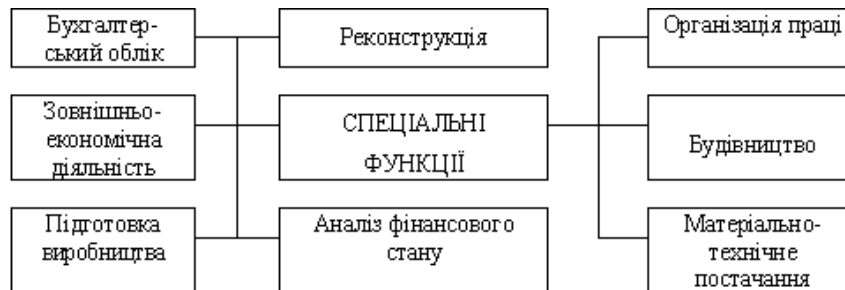 Бухгалтер-
ський облік
Реконструкція
Організація праці
Зовнішньо-
економічна
діяльність
СПЕЦІАЛЬНІ
ФУНКЦІЇ
Будівництво
Підготовка
виробництва
Аналіз фінансового
стану
Матеріально-
технічне
постачання